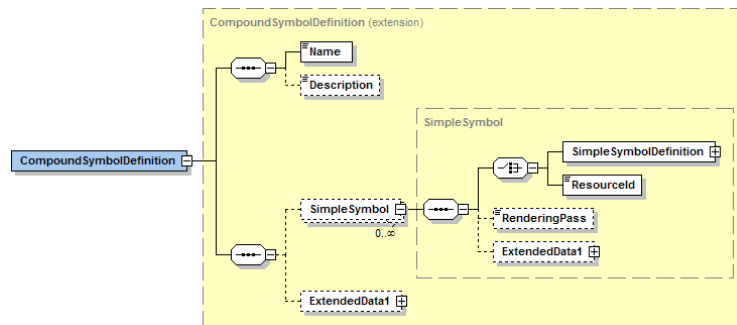 CompoundSymbolDefinition (extension)
Name
Description
SimpleSymbol
CompoundSymbolDefinition
SimpleSymbolDefinition
ResourceId
SimpleSymbol
0..∞
RenderingPass
ExtendedData1
ExtendedData1